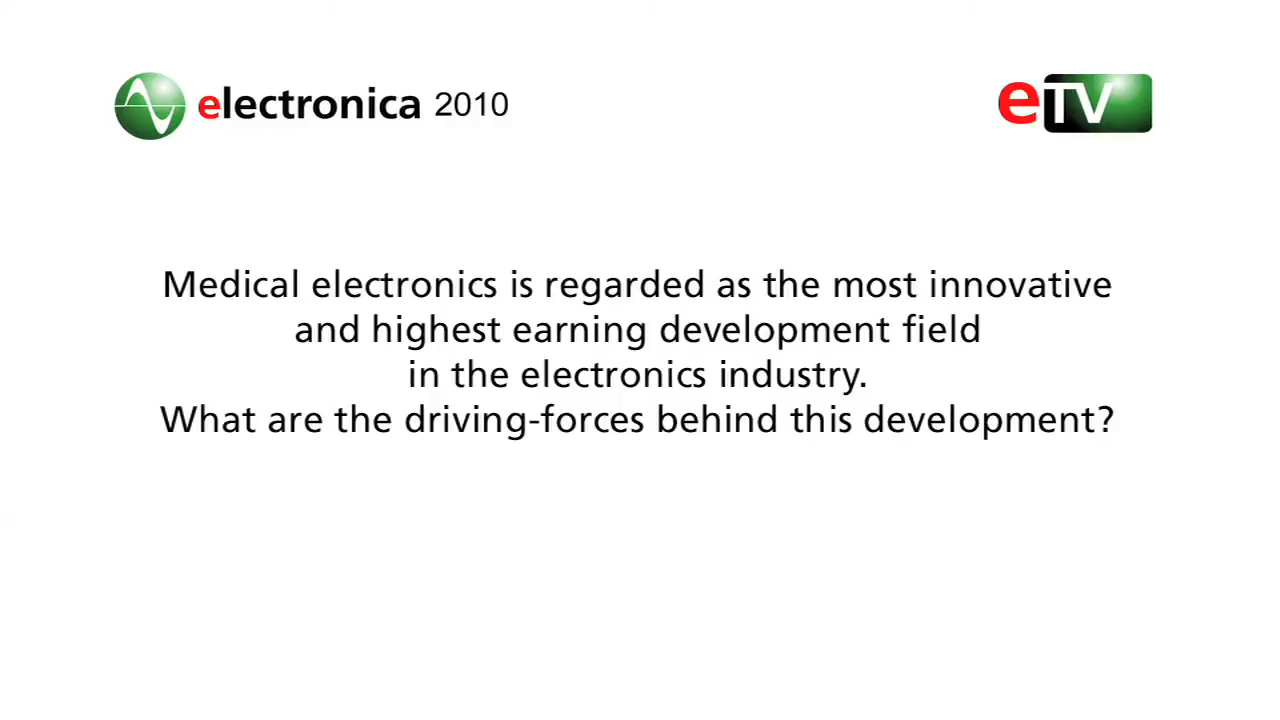 electronica 2010
eTV
Medical electronics is regarded as the most innovative
and highest earning development field
in the electronics industry.
What are the driving-forces behind this development?